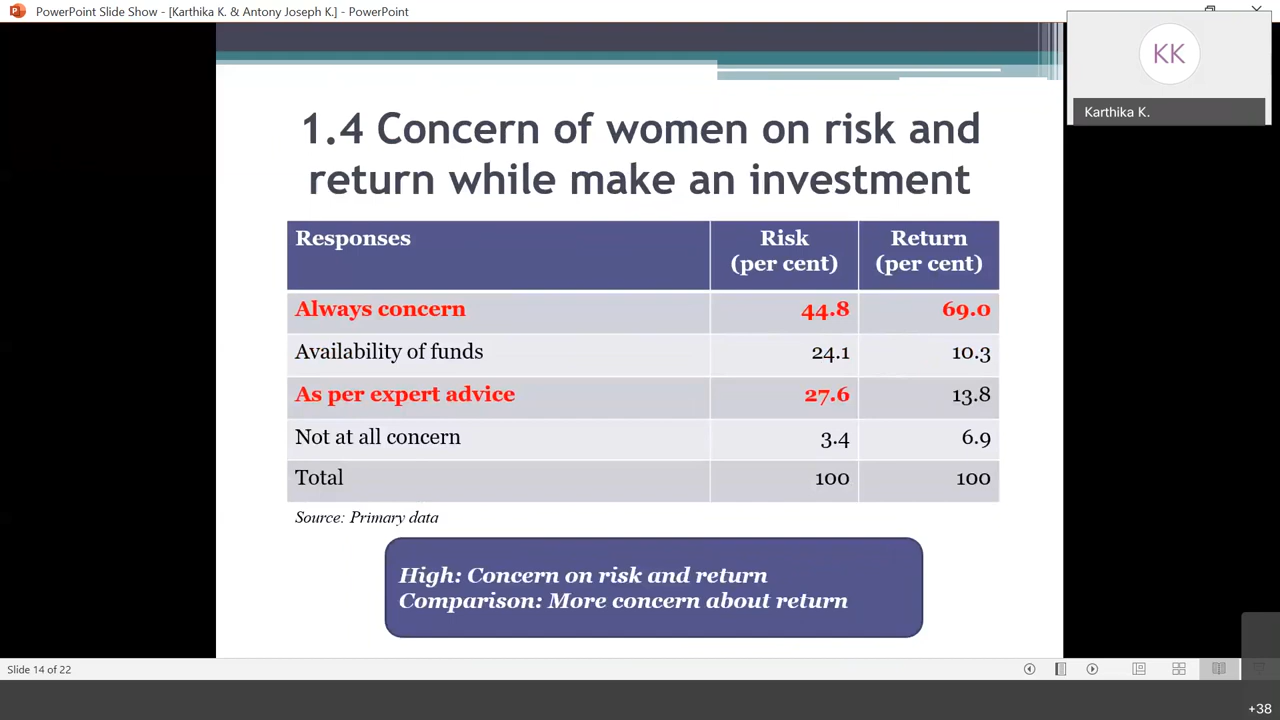 PowerPoint Slide Show - [Karthika K. & Antony Joseph K.] - PowerPoint
KK
Karthika K.
1.4 Concern of women on risk and
return while make an investment
Responses Risk (per cent) Return (per cent)
Always concern 44.8 69.0
Availability of funds 24.1 10.3
As per expert advice 27.6 13.8
Not at all concern 3.4 6.9
Total 100 100
Source: Primary data
High: Concern on risk and return
Comparison: More concern about return
Slide 14 of 22
+38